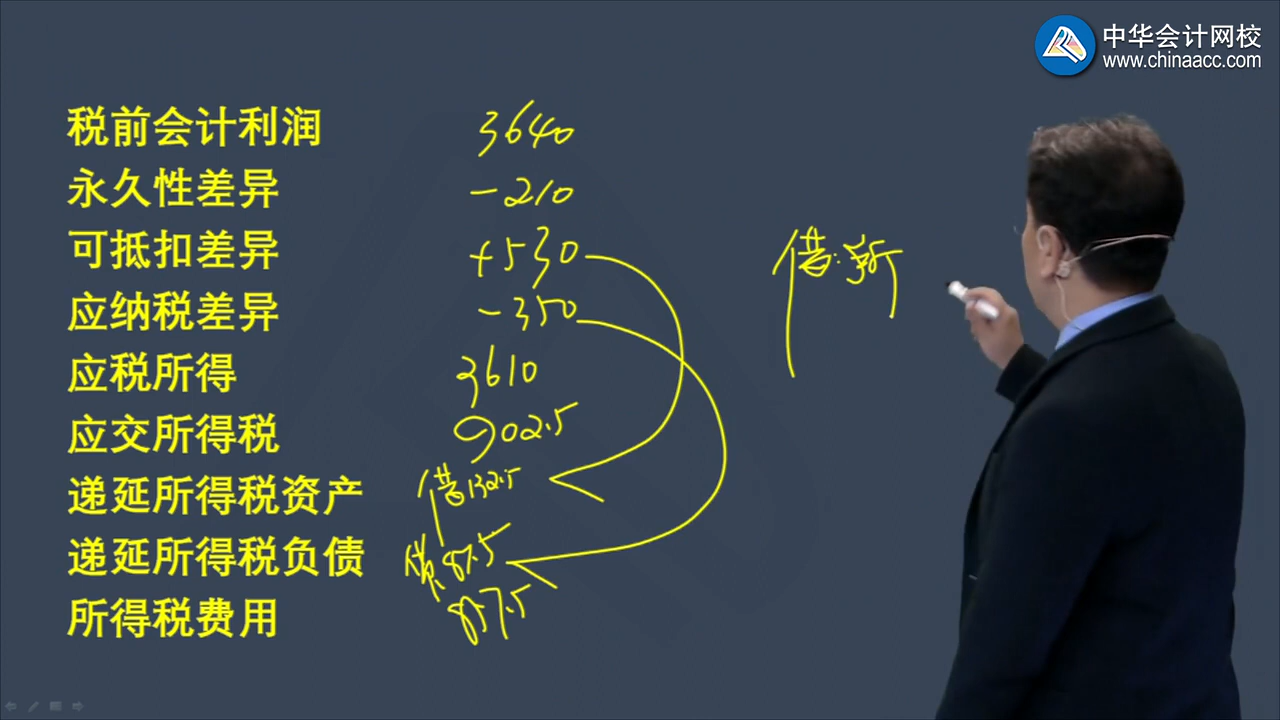 中华会计网校
www.chinaacc.com
税前会计利润 3640
永久性差异 -210
可抵扣差异 +530
应纳税差异 -350
应税所得 3610
应交所得税 902.5
递延所得税资产 借132.5
递延所得税负债 贷87.5
所得税费用 857.5
借:所